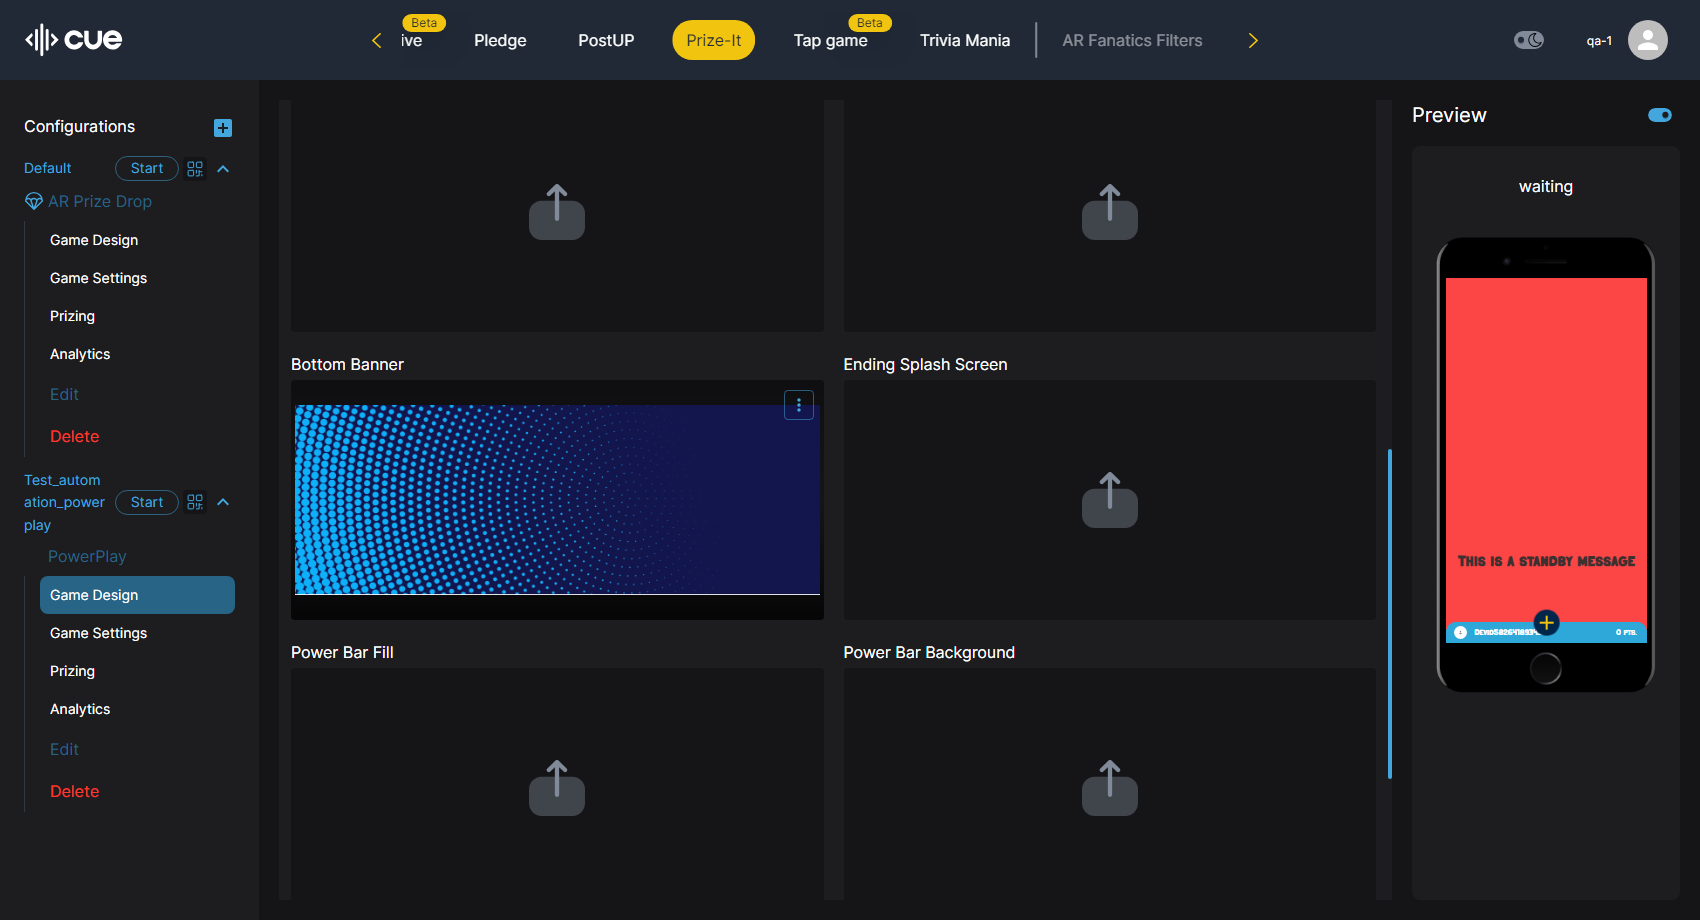 cue
Beta
ive
Pledge
PostUP
Prize-It
Beta
Tap game
Trivia Mania
AR Fanatics Filters
qa-1
Configurations
Default
Start
AR Prize Drop
Game Design
Game Settings
Prizing
Analytics
Edit
Delete
Test_autom
ation_power
play
Start
PowerPlay
Game Design
Game Settings
Prizing
Analytics
Edit
Delete
Bottom Banner
Ending Splash Screen
Power Bar Fill
Power Bar Background
Preview
waiting
THIS IS A STANDBY MESSAGE
0 PTS.